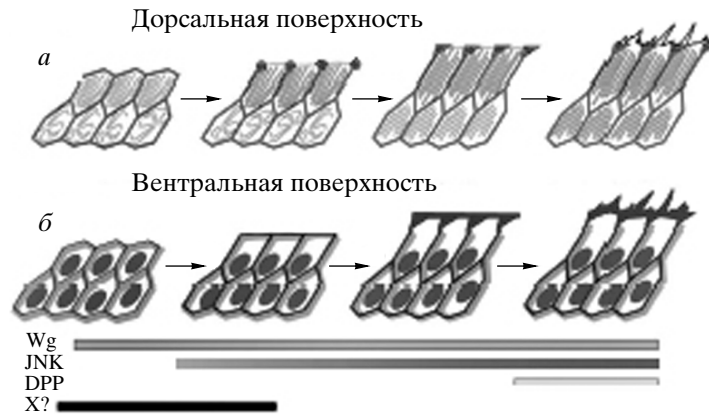 Дорсальная поверхность
а
Вентральная поверхность
б
Wg
JNK
DPP
X?